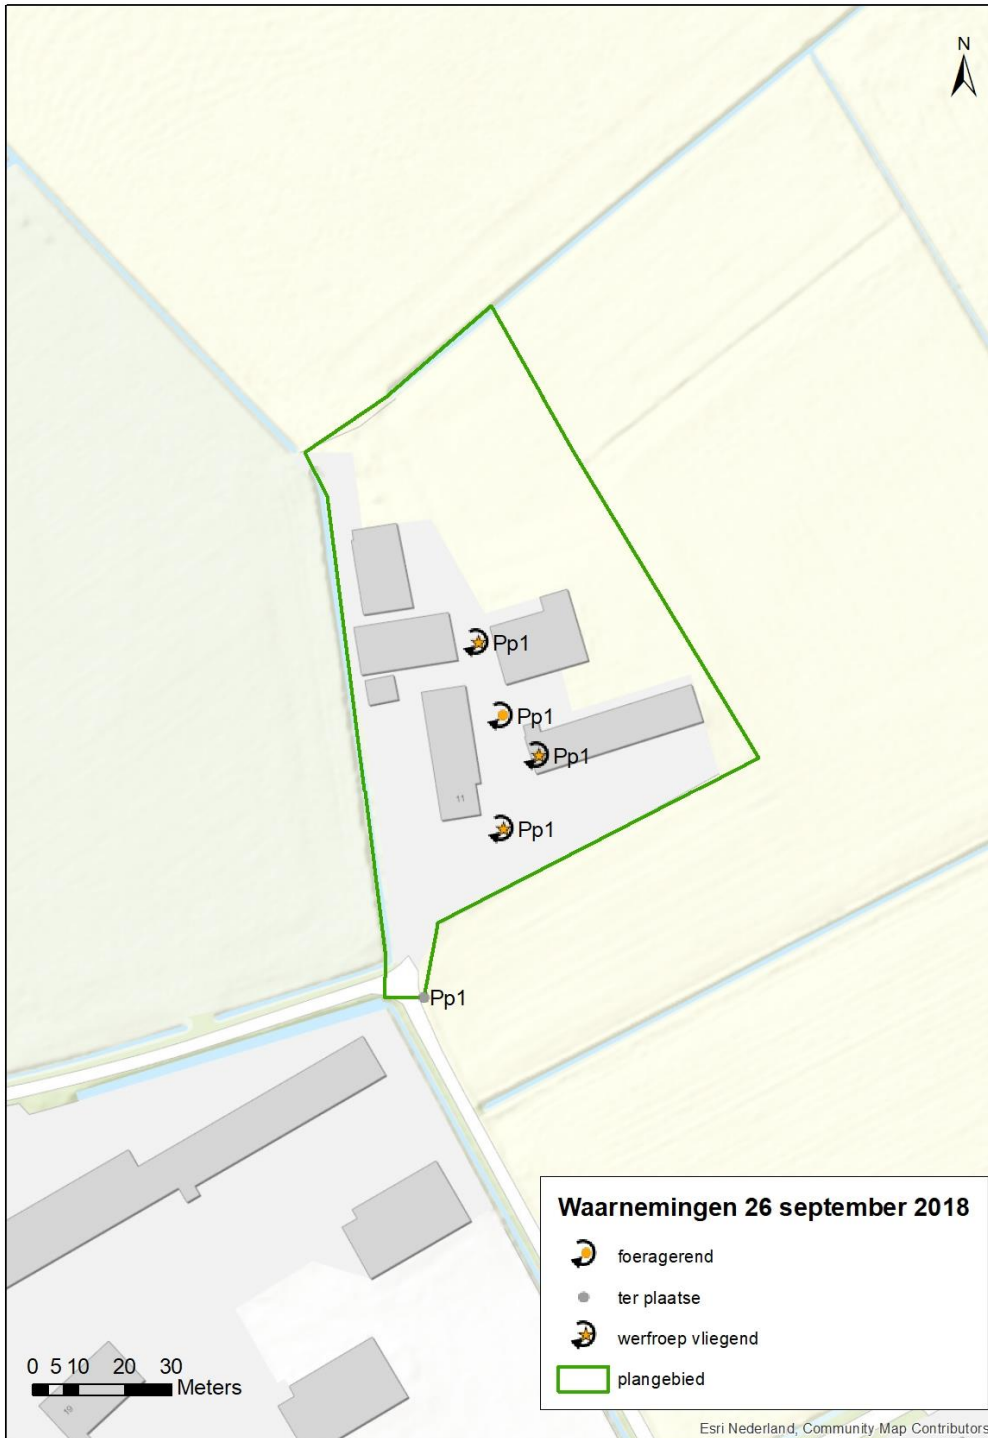 N
Pp1
Pp1
Pp1
11
Pp1
Pp1
Waarnemingen 26 september 2018
foeragerend
ter plaatse
werfroep vliegend
plangebied
0 5 10 20 30
Meters
19
Esri Nederland, Community Map Contributors